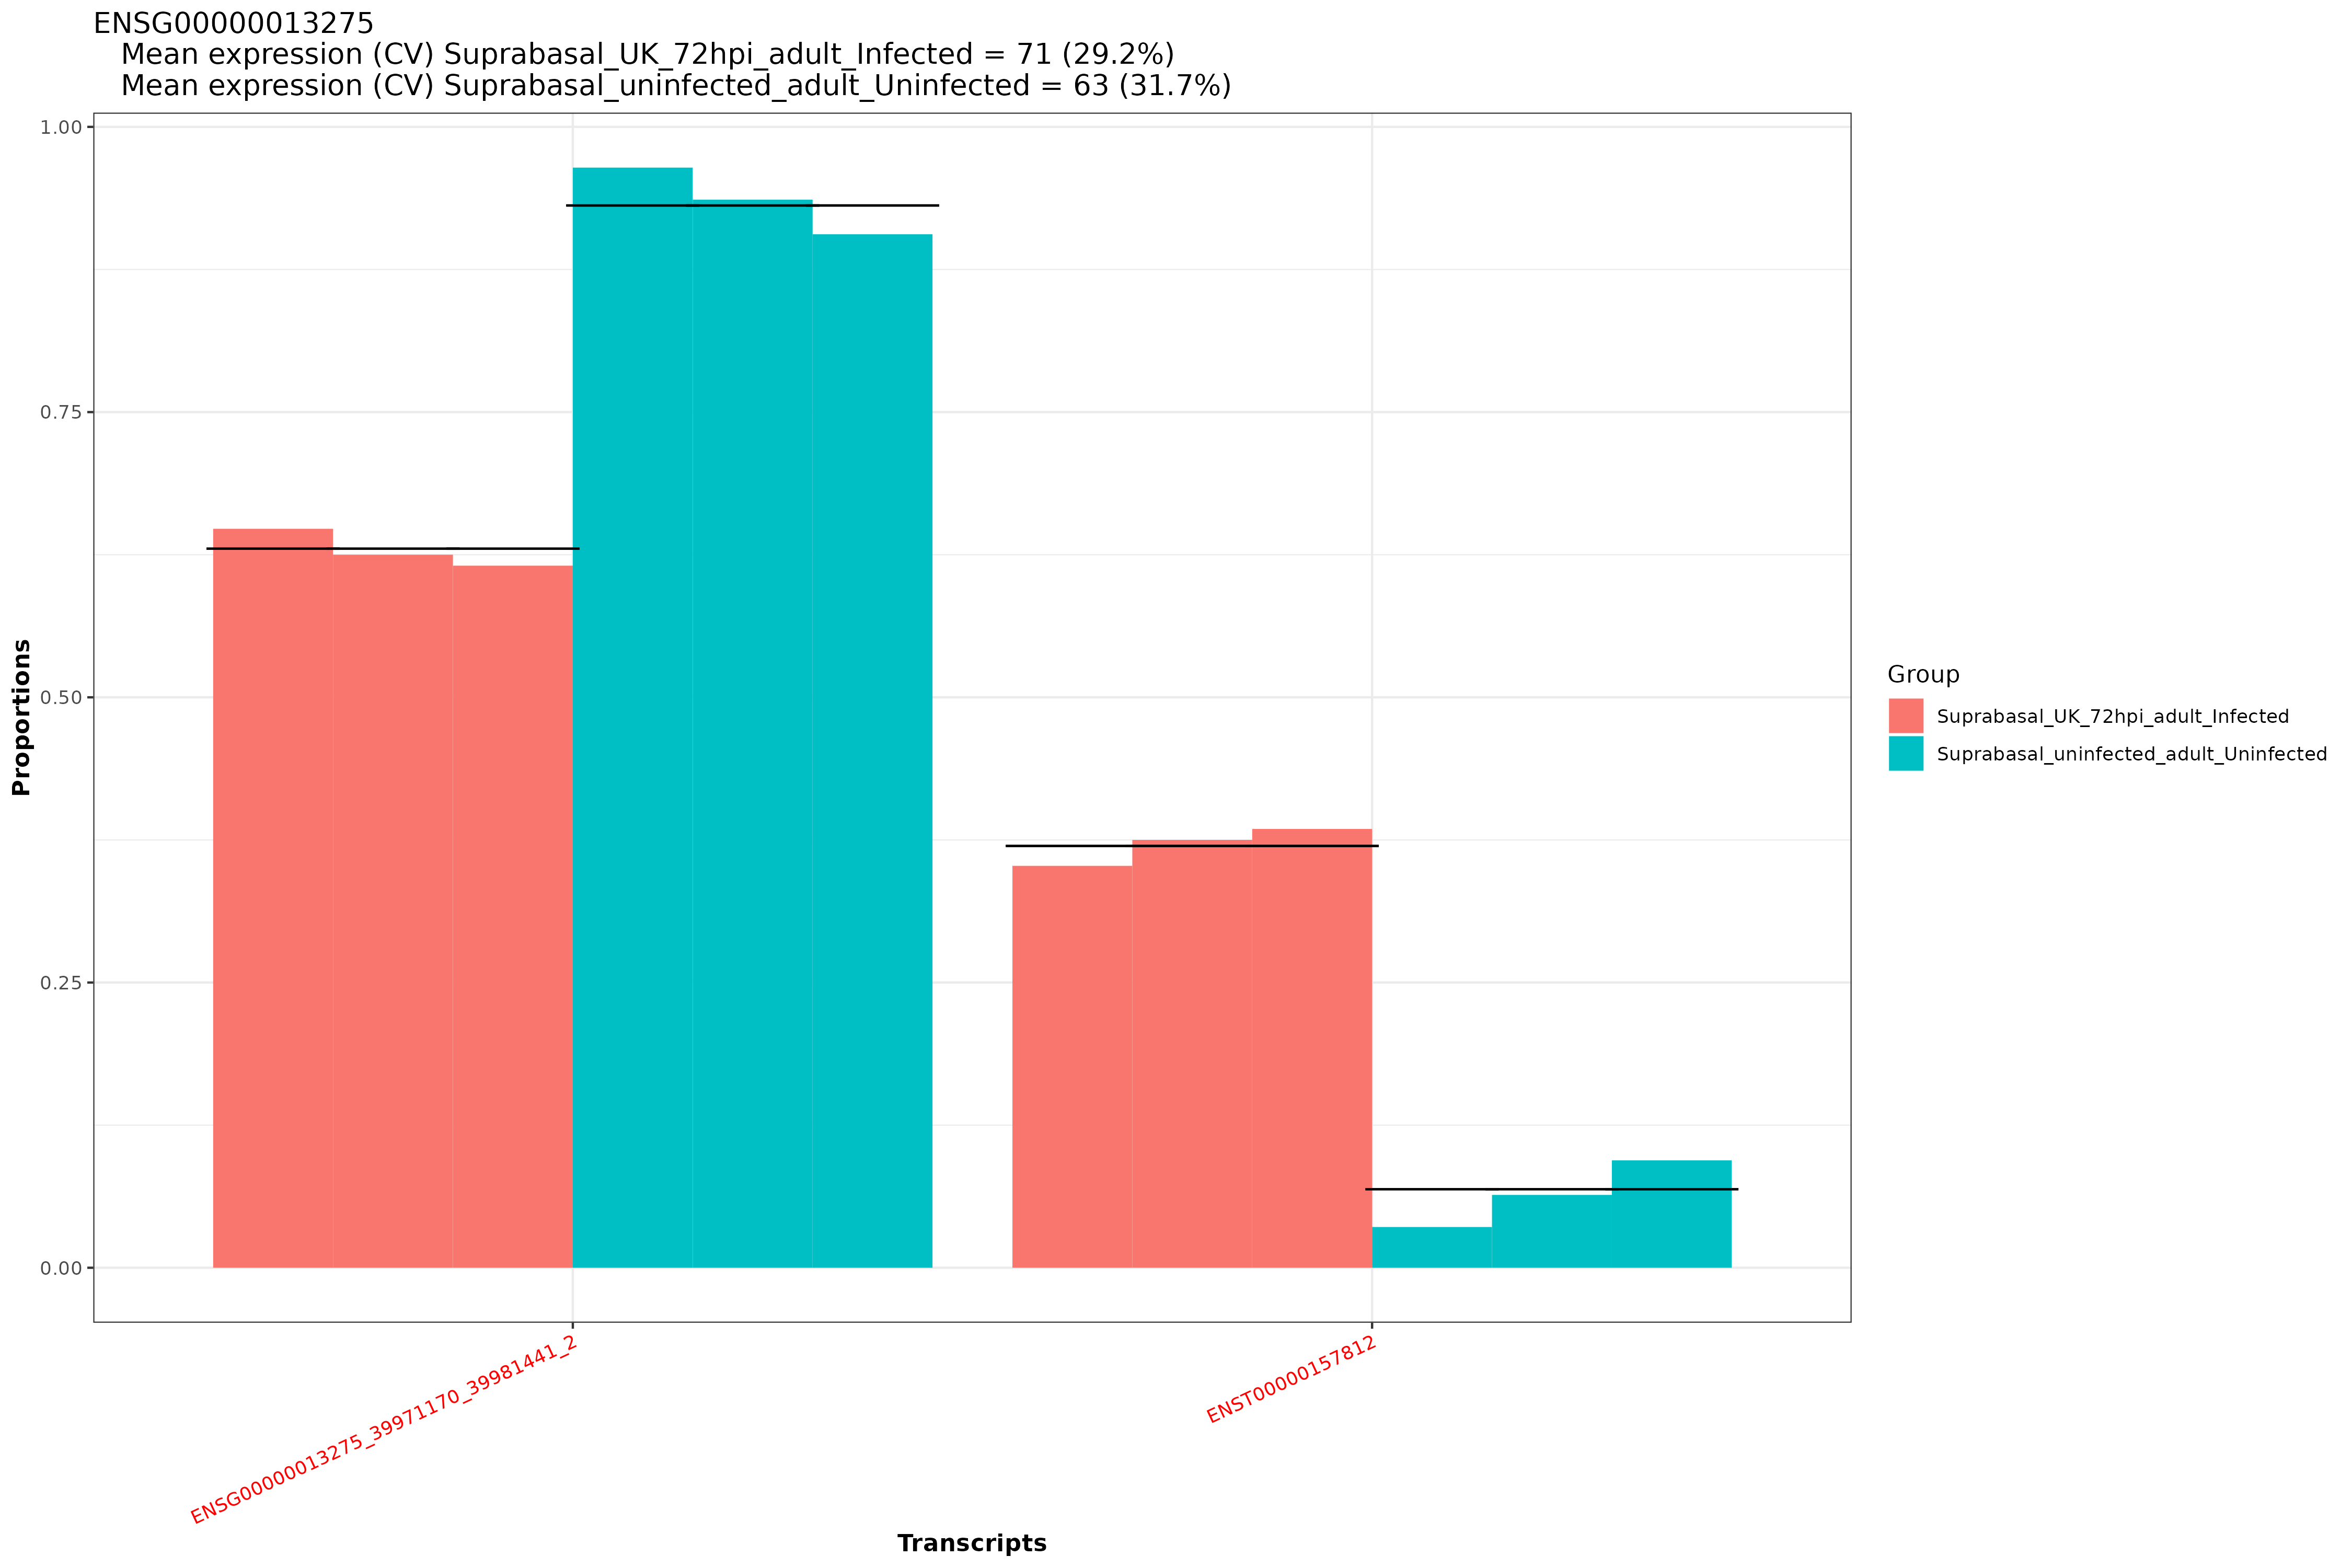 ENSG00000013275
Mean expression (CV) Suprabasal_UK_72hpi_adult_Infected = 71 (29.2%)
Mean expression (CV) Suprabasal_uninfected_adult_Uninfected = 63 (31.7%)
1.00
0.75
0.50
0.25
0.00
Proportions
ENSG00000013275_39971170_39981441_2
ENST00000157812
Transcripts
Group
Suprabasal_UK_72hpi_adult_Infected
Suprabasal_uninfected_adult_Uninfected